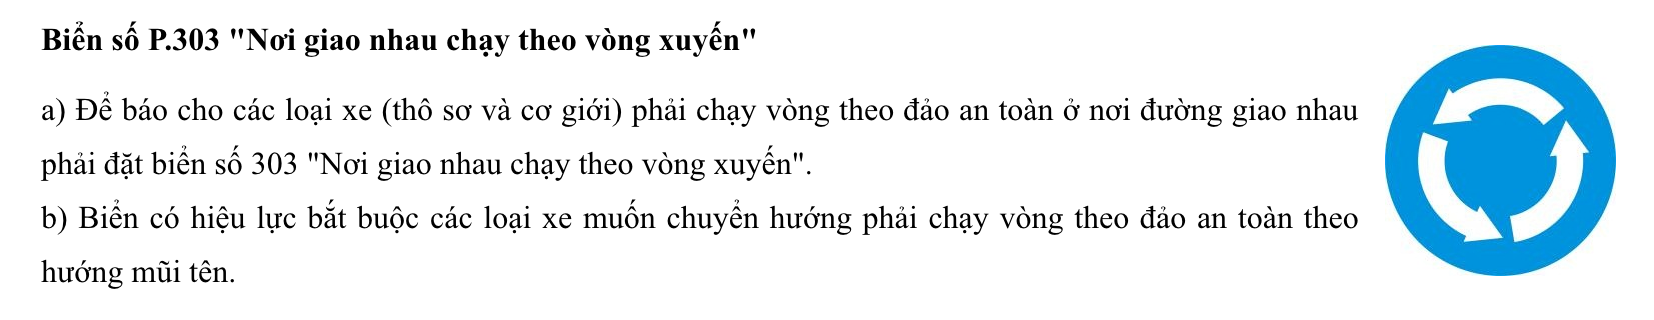 Biển số P.303 "Nơi giao nhau chạy theo vòng xuyến"
a) Để báo cho các loại xe (thô sơ và cơ giới) phải chạy vòng theo đảo an toàn ở nơi đường giao nhau
phải đặt biển số 303 "Nơi giao nhau chạy theo vòng xuyến".
b) Biển có hiệu lực bắt buộc các loại xe muốn chuyển hướng phải chạy vòng theo đảo an toàn theo
hướng mũi tên.